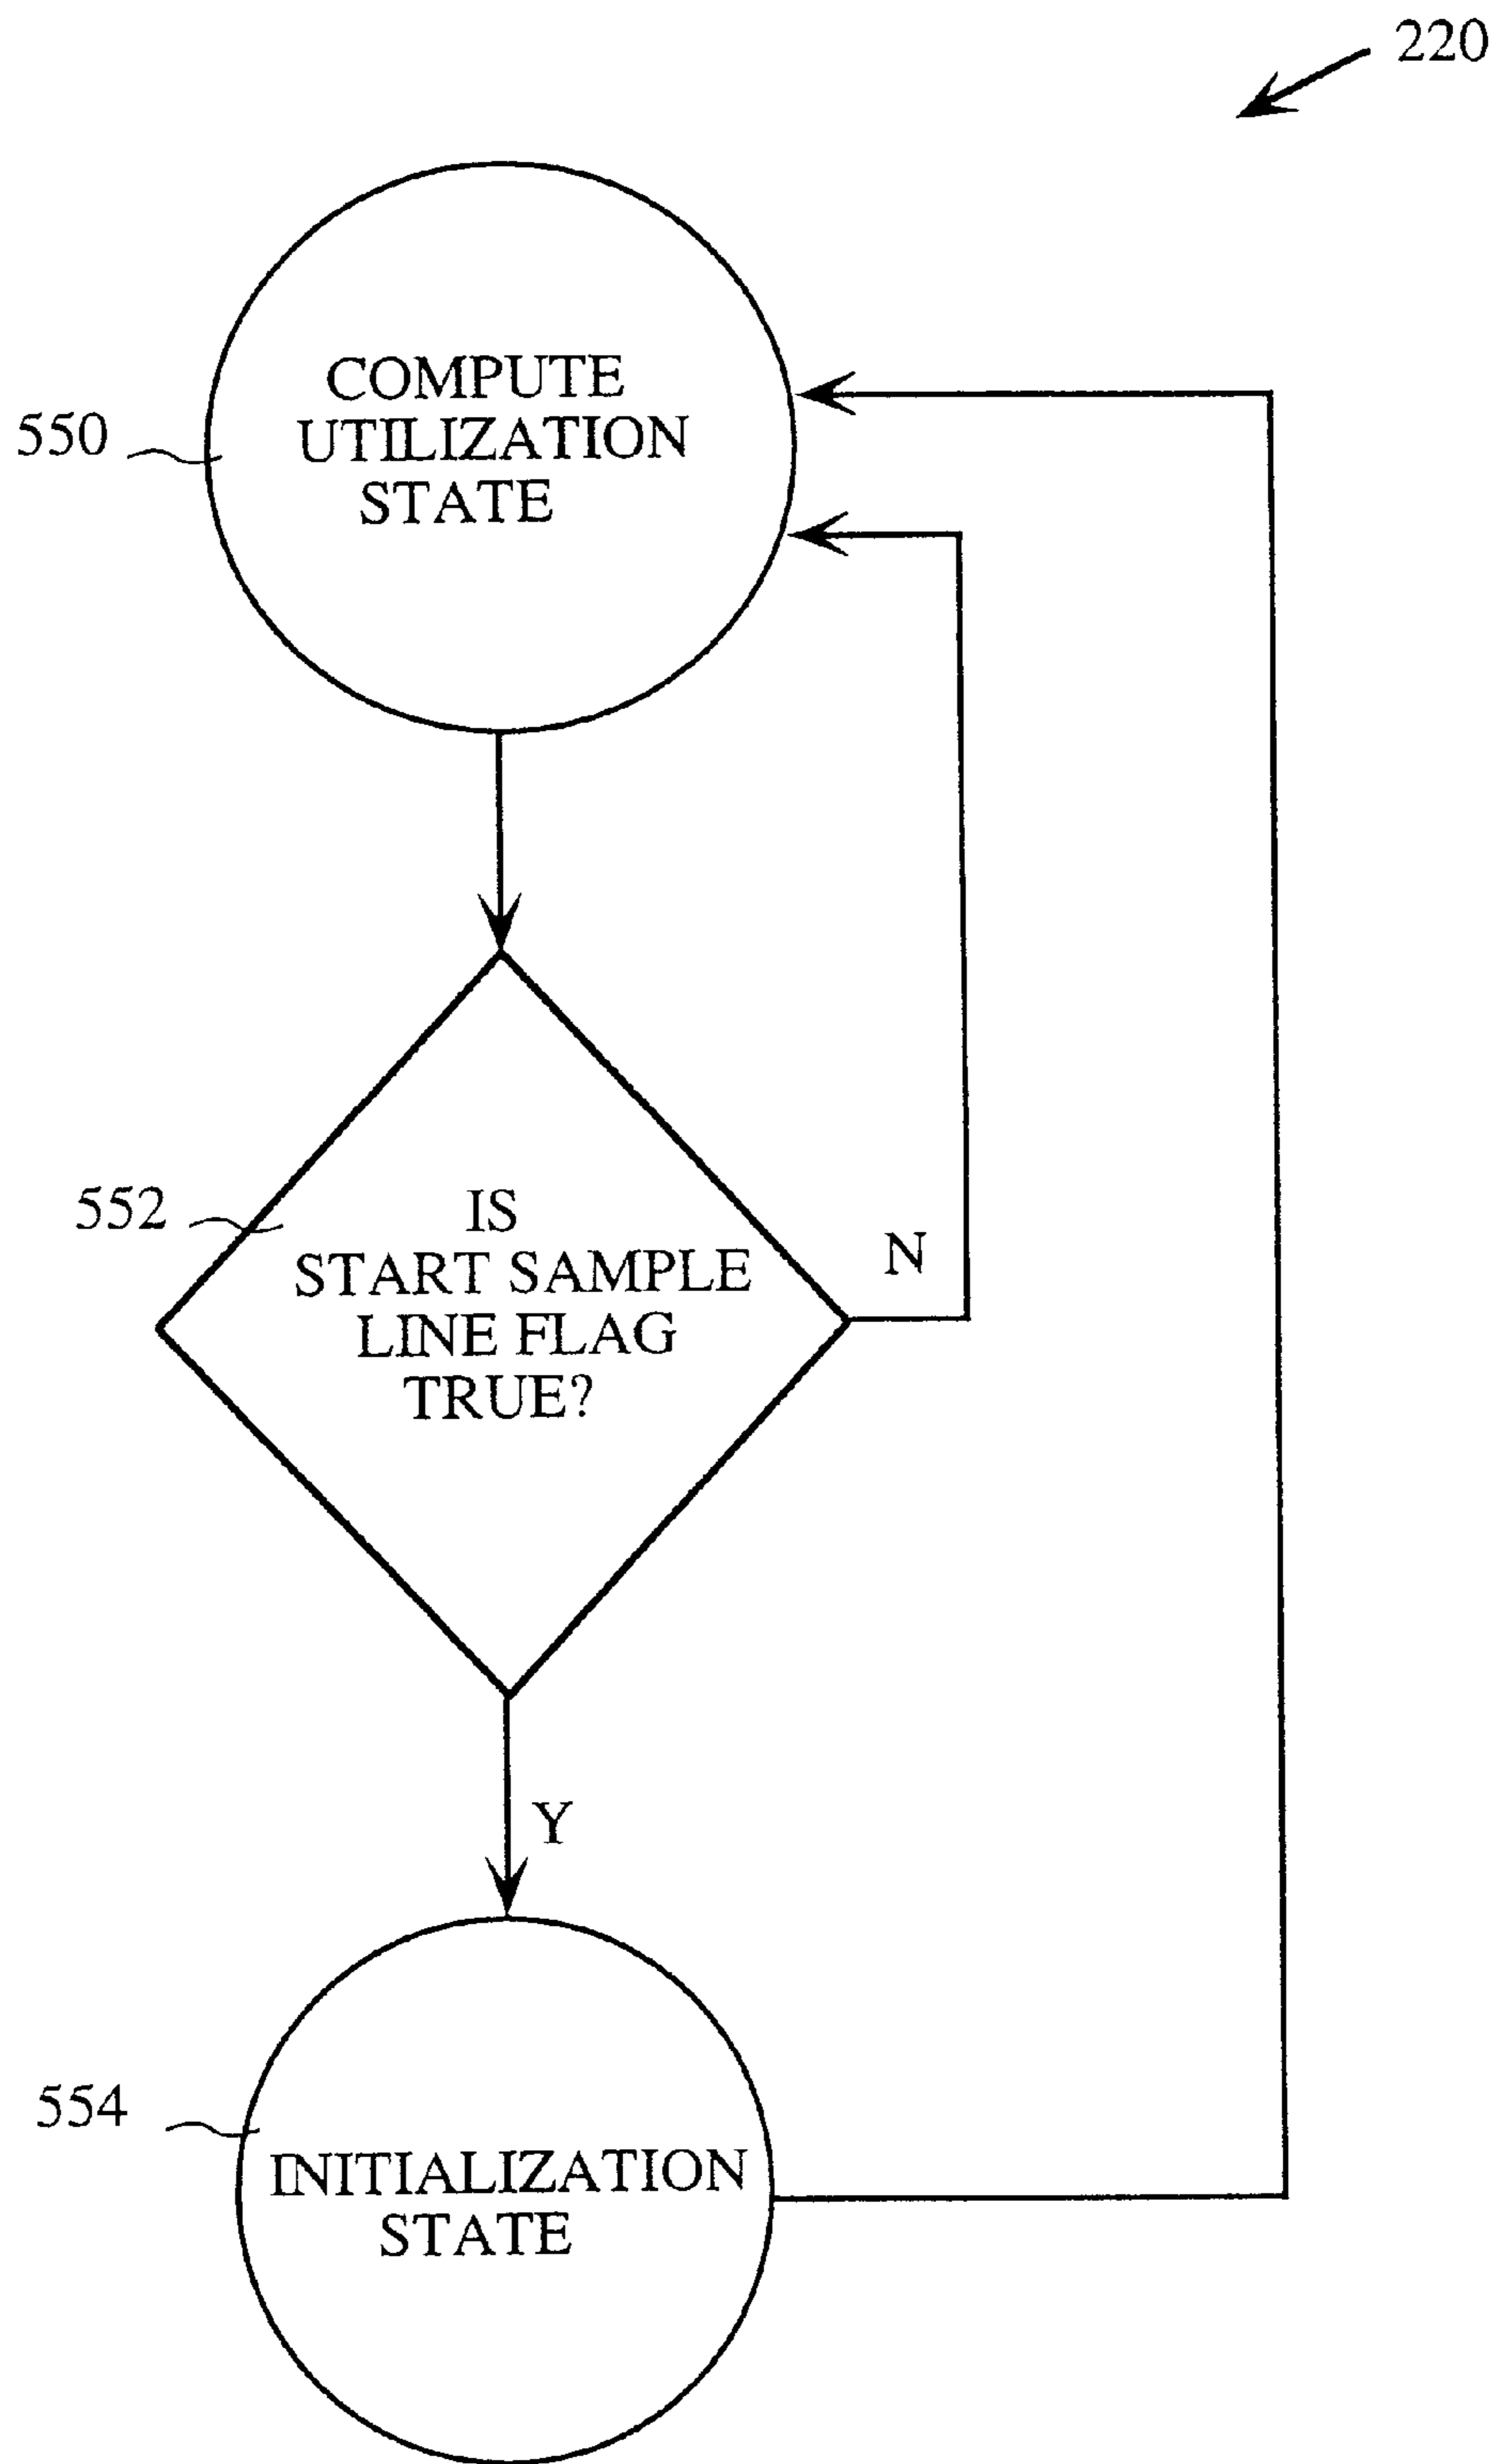 220
COMPUTE
UTILIZATION
STATE
550
552
IS
START SAMPLE
LINE FLAG
TRUE?
N
Y
554
INITIALIZATION
STATE